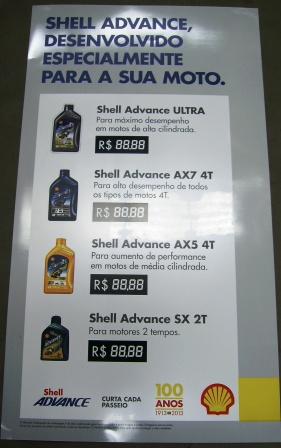 SHELL ADVANCE,
DESENVOLVIDO
ESPECIALMENTE
PARA A SUA MOTO.
Shell Advance ULTRA
Para máximo desempenho
em motos de alta cilindrada.
R$ 88,88
Shell Advance AX7 4T
Para alto desempenho de todos
os tipos de motos 4T.
R$ 88,88
Shell Advance AX5 4T
Para aumento de performance
em motos de média cilindrada.
R$ 88,88
Shell Advance SX 2T
Para motores 2 tempos.
R$ 88,88
Shell
ADVANCE
CURTA CADA
PASSEIO
100
ANOS
1913 2013